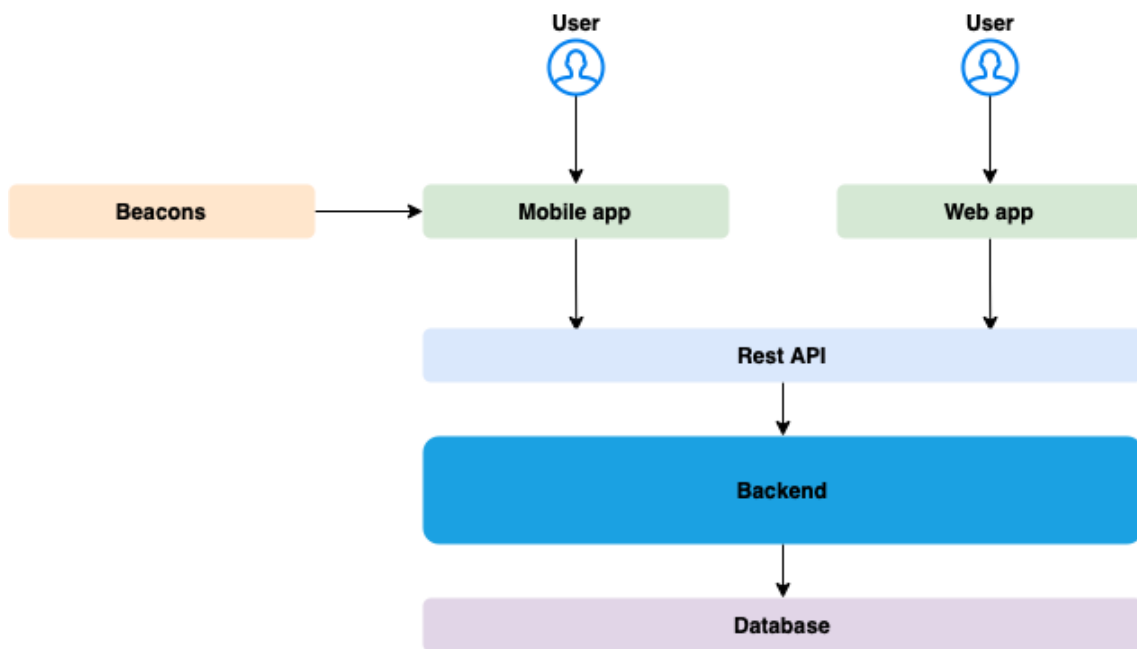 User
User
Beacons
Mobile app
Web app
Rest API
Backend
Database